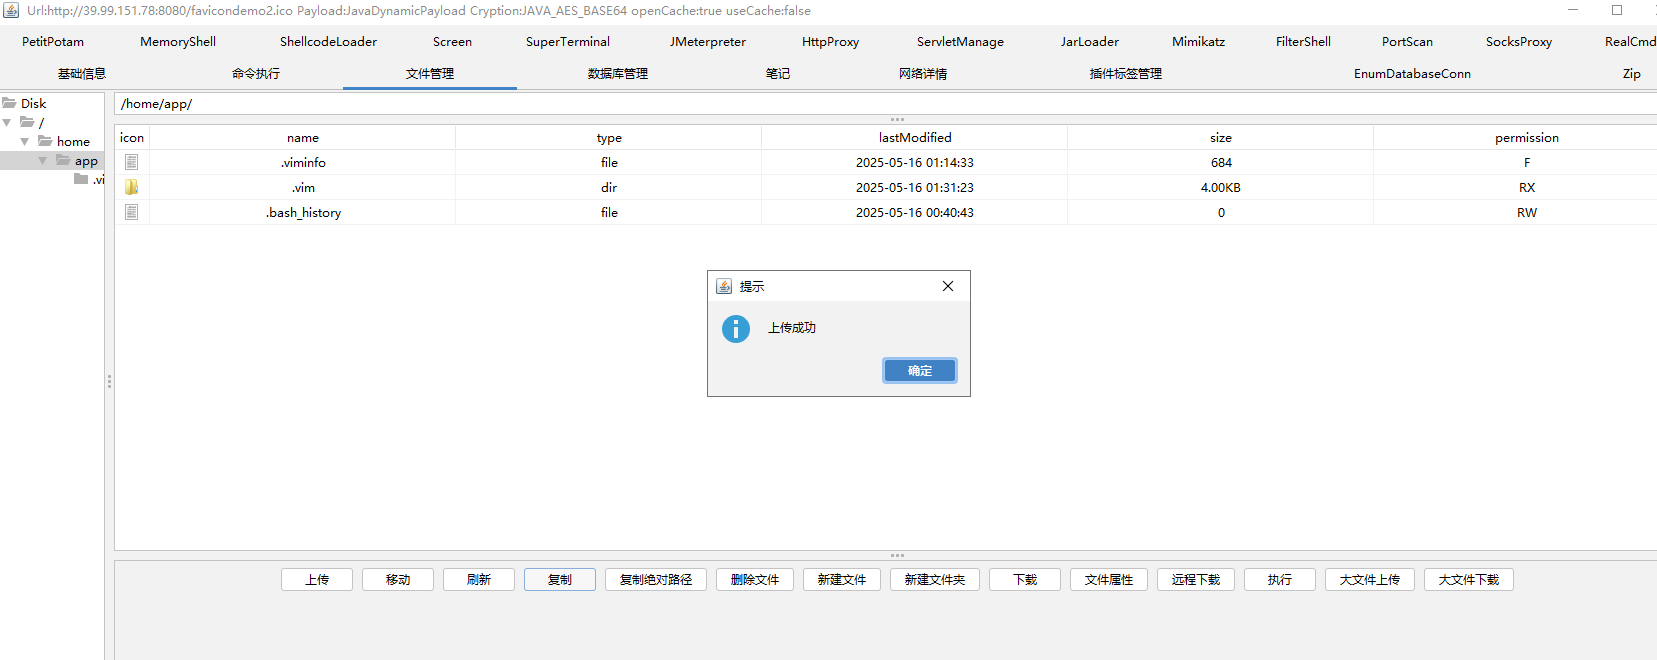 Url:http://39.99.151.78:8080/favicondemo2.ico Payload:JavaDynamicPayload Cryption:JAVA_AES_BASE64 openCache:true useCache:false
PetitPotam MemoryShell ShellcodeLoader Screen SuperTerminal JMeterpreter HttpProxy ServletManage JarLoader Mimikatz FilterShell PortScan SocksProxy RealCmd
基础信息 命令执行 文件管理 数据库管理 笔记 网络详情 插件标签管理 EnumDatabaseConn Zip
Disk
/
home
app
.vi
/home/app/
icon name type lastModified size permission
.viminfo file 2025-05-16 01:14:33 684 F
.vim dir 2025-05-16 01:31:23 4.00KB RX
.bash_history file 2025-05-16 00:40:43 0 RW
提示
上传成功
确定
上传 移动 刷新 复制 复制绝对路径 删除文件 新建文件 新建文件夹 下载 文件属性 远程下载 执行 大文件上传 大文件下载